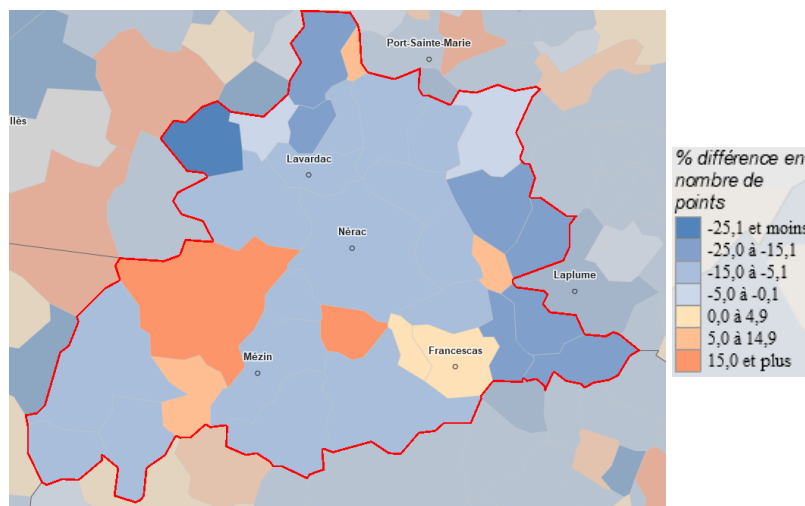 Port-Sainte-Marie
llés
Lavardac
Nérac
Laplume
Mézin
Francescas
% différence en
nombre de
points
-25,1 et moins
-25,0 à -15,1
-15,0 à -5,1
-5,0 à -0,1
0,0 à 4,9
5,0 à 14,9
15,0 et plus